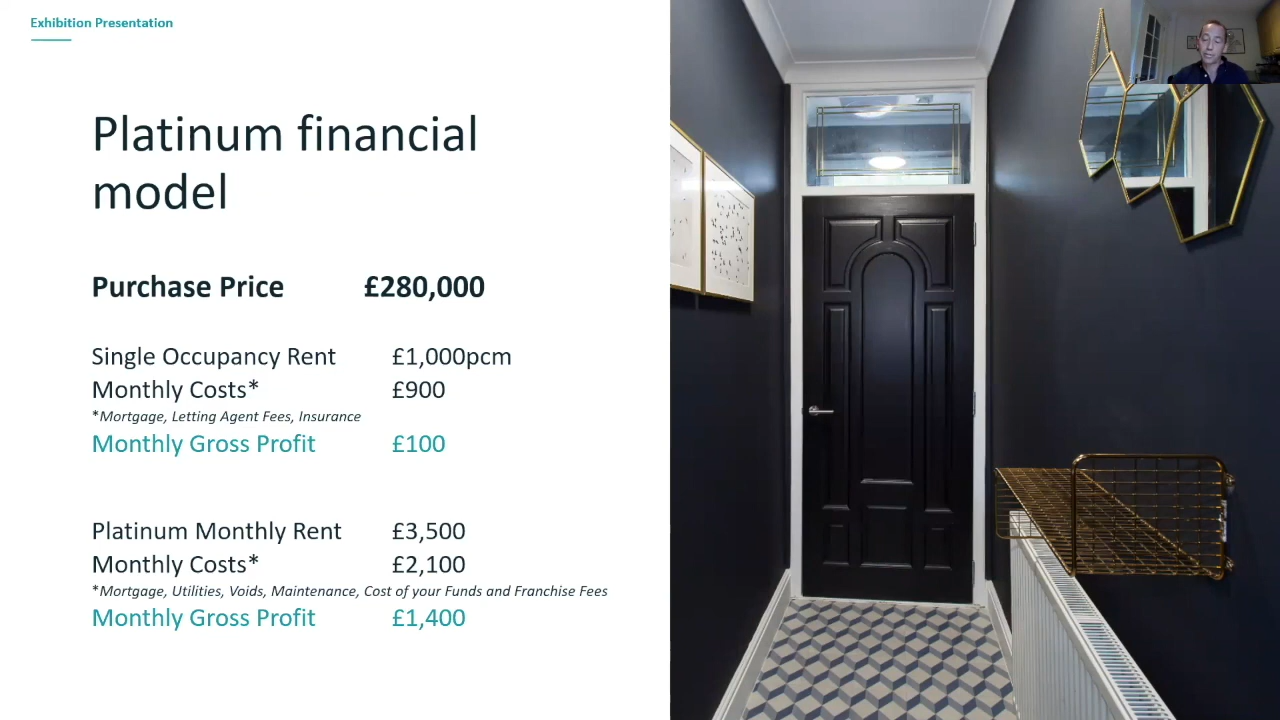 Exhibition Presentation
Platinum financial
model
Purchase Price £280,000
Single Occupancy Rent £1,000pcm
Monthly Costs* £900
*Mortgage, Letting Agent Fees, Insurance
Monthly Gross Profit £100
Platinum Monthly Rent £3,500
Monthly Costs* £2,100
*Mortgage, Utilities, Voids, Maintenance, Cost of your Funds and Franchise Fees
Monthly Gross Profit £1,400